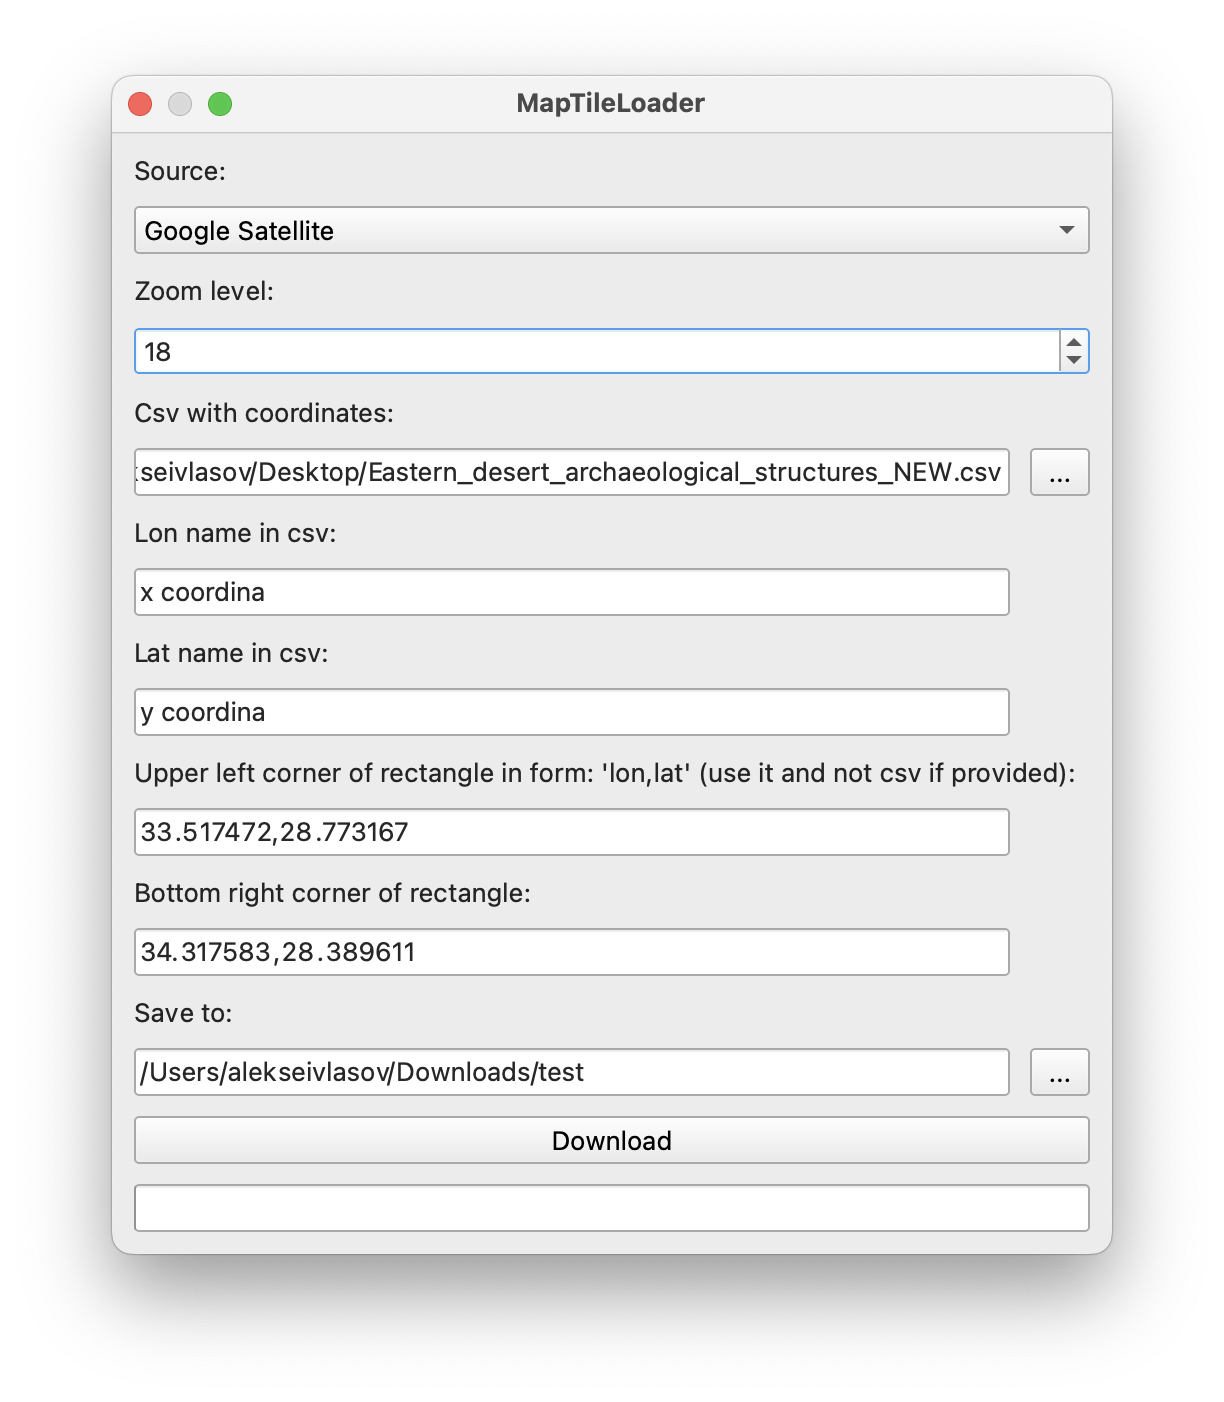 MapTileLoader
Source:
Google Satellite
Zoom level:
18
Csv with coordinates:
seivlasov/Desktop/Eastern_desert_archaeological_structures_NEW.csv
...
Lon name in csv:
x coordina
Lat name in csv:
y coordina
Upper left corner of rectangle in form: 'lon,lat' (use it and not csv if provided):
33.517472,28.773167
Bottom right corner of rectangle:
34.317583,28.389611
Save to:
/Users/alekseivlasov/Downloads/test
...
Download